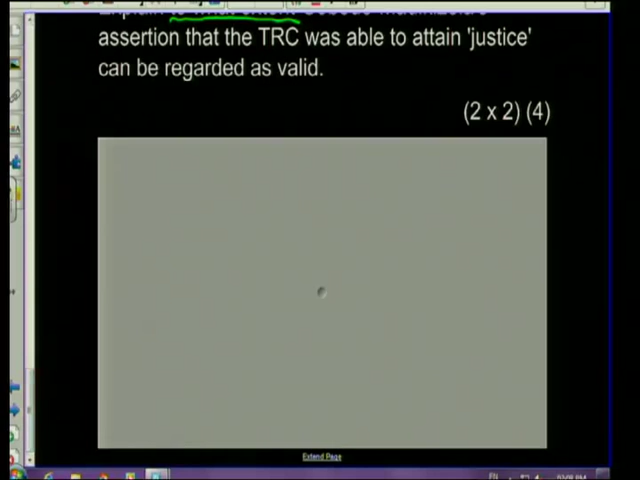 assertion that the TRC was able to attain 'justice'
can be regarded as valid.
(2 x 2) (4)
Extend Page